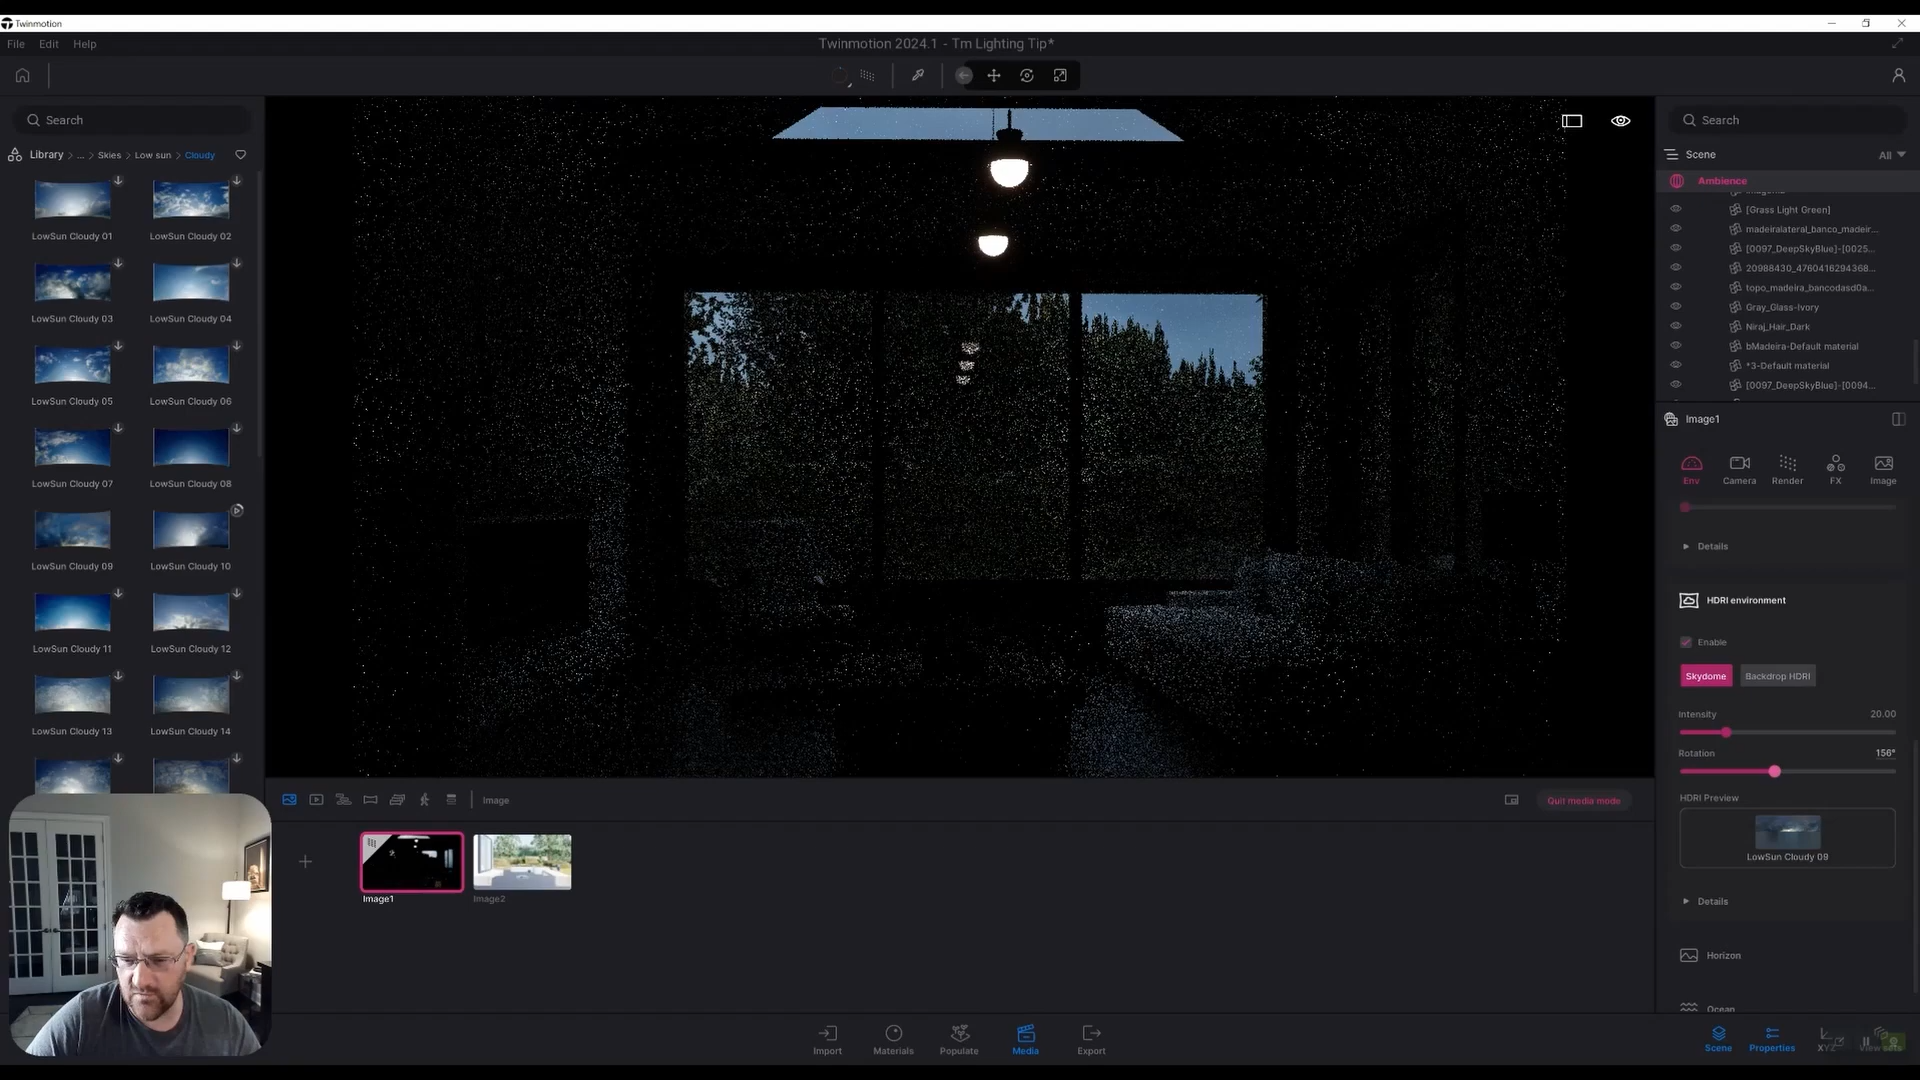 Twinmotion
File Edit Help
Twinmotion 2024.1 - Tm Lighting Tip*
Search
Library > ... > Skies > Low sun > Cloudy
LowSun Cloudy 01
LowSun Cloudy 02
LowSun Cloudy 03
LowSun Cloudy 04
LowSun Cloudy 05
LowSun Cloudy 06
LowSun Cloudy 07
LowSun Cloudy 08
LowSun Cloudy 09
LowSun Cloudy 10
LowSun Cloudy 11
LowSun Cloudy 12
LowSun Cloudy 13
LowSun Cloudy 14
Search
Scene
All
Ambience
[Grass Light Green]
madeiralateral_banco_madeir...
[0097_DeepSkyBlue]-[0025...
20988430_4760416294368...
topo_madeira_bancodasd0a...
Gray_Glass-Ivory
Niraj_Hair_Dark
bMadeira-Default material
*3-Default material
[0097_DeepSkyBlue]-[0094...
Image1
Env Camera Render FX Image
Details
HDRI environment
Enable
Skydome Backdrop HDRI
Intensity 20.00
Rotation 156°
HDRI Preview
LowSun Cloudy 09
Details
Horizon
Ocean
Image
Quit media mode
Image1
Image2
Import Materials Populate Media Export
Scene Properties